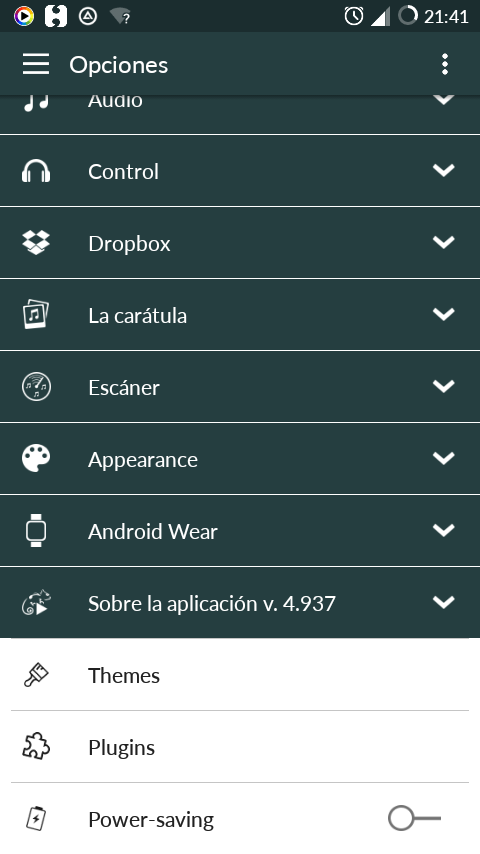 21:41
Opciones
Audio
Control
Dropbox
La carátula
Escáner
Appearance
Android Wear
Sobre la aplicación v. 4.937
Themes
Plugins
Power-saving